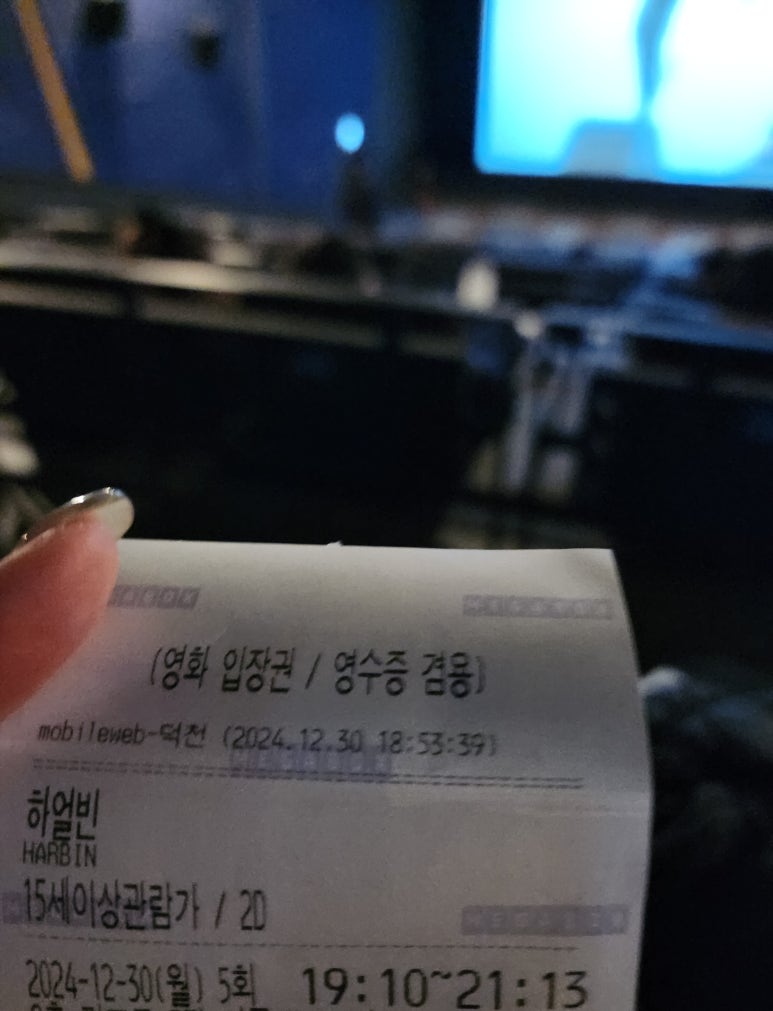 (영화 입장권 / 영수증 겸용)
mobileweb-덕천 (2024.12.30 18:53:39)
하얼빈
HARBIN
15세이상관람가 / 2D
2024-12-30(월) 5회 19:10~21:13